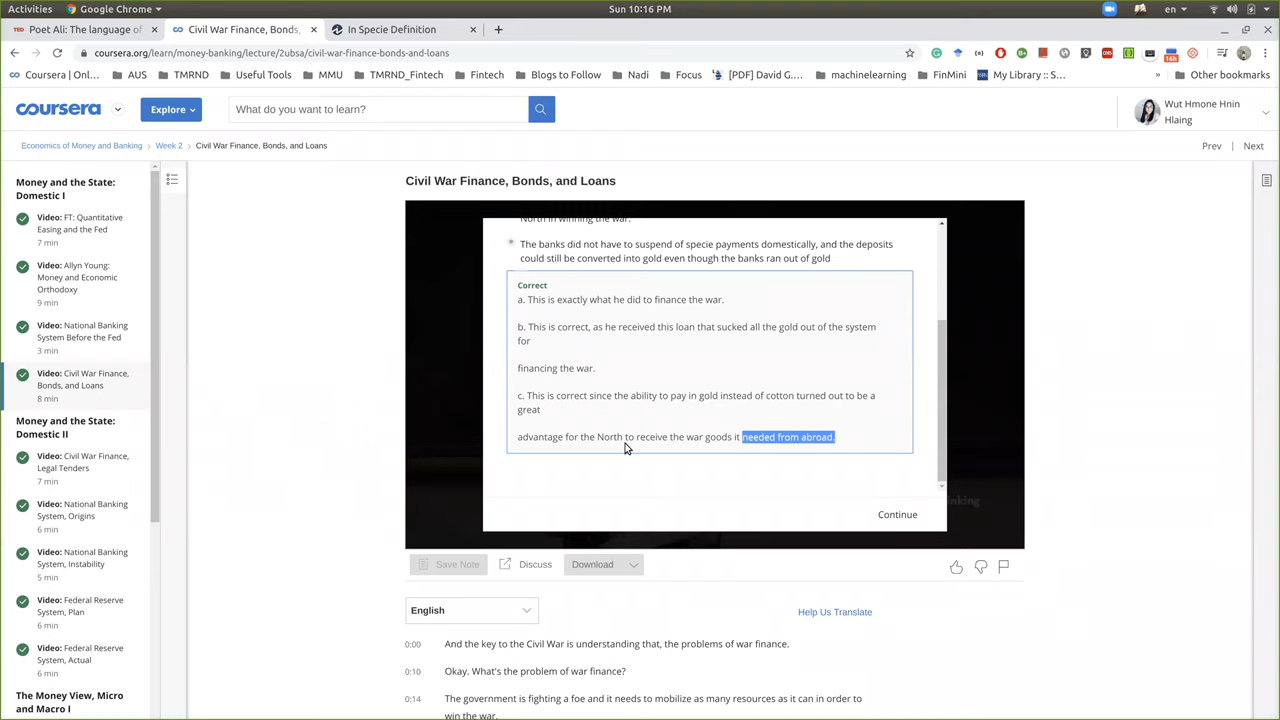 Activities
Google Chrome
Sun 10:16 PM
en
Poet Ali: The language of
Civil War Finance, Bonds,
In Specie Definition
coursera.org/learn/money-banking/lecture/2ubsa/civil-war-finance-bonds-and-loans
16h
Coursera | Onl…
AUS
TMRND
Useful Tools
MMU
TMRND_Fintech
Fintech
Blogs to Follow
Nadi
Focus
[PDF] David G.…
machinelearning
FinMini
My Library :: S…
»
Other bookmarks
coursera
Explore
What do you want to learn?
Wut Hmone Hnin
Hlaing
Economics of Money and Banking
Week 2
Civil War Finance, Bonds, and Loans
Prev
Next
Money and the State:
Domestic I
Video: FT: Quantitative
Easing and the Fed
7 min
Video: Allyn Young:
Money and Economic
Orthodoxy
9 min
Video: National Banking
System Before the Fed
3 min
Video: Civil War Finance,
Bonds, and Loans
8 min
Money and the State:
Domestic II
Video: Civil War Finance,
Legal Tenders
7 min
Video: National Banking
System, Origins
6 min
Video: National Banking
System, Instability
5 min
Video: Federal Reserve
System, Plan
6 min
Video: Federal Reserve
System, Actual
6 min
The Money View, Micro
and Macro I
Civil War Finance, Bonds, and Loans
North in winning the war.
The banks did not have to suspend of specie payments domestically, and the deposits
could still be converted into gold even though the banks ran out of gold
Correct
a. This is exactly what he did to finance the war.
b. This is correct, as he received this loan that sucked all the gold out of the system
for
financing the war.
c. This is correct since the ability to pay in gold instead of cotton turned out to be a
great
advantage for the North to receive the war goods it needed from abroad.
Continue
Save Note
Discuss
Download
English
Help Us Translate
0:00 And the key to the Civil War is understanding that, the problems of war finance.
0:10 Okay. What's the problem of war finance?
0:14 The government is fighting a foe and it needs to mobilize as many resources as it can in order to
win the war.